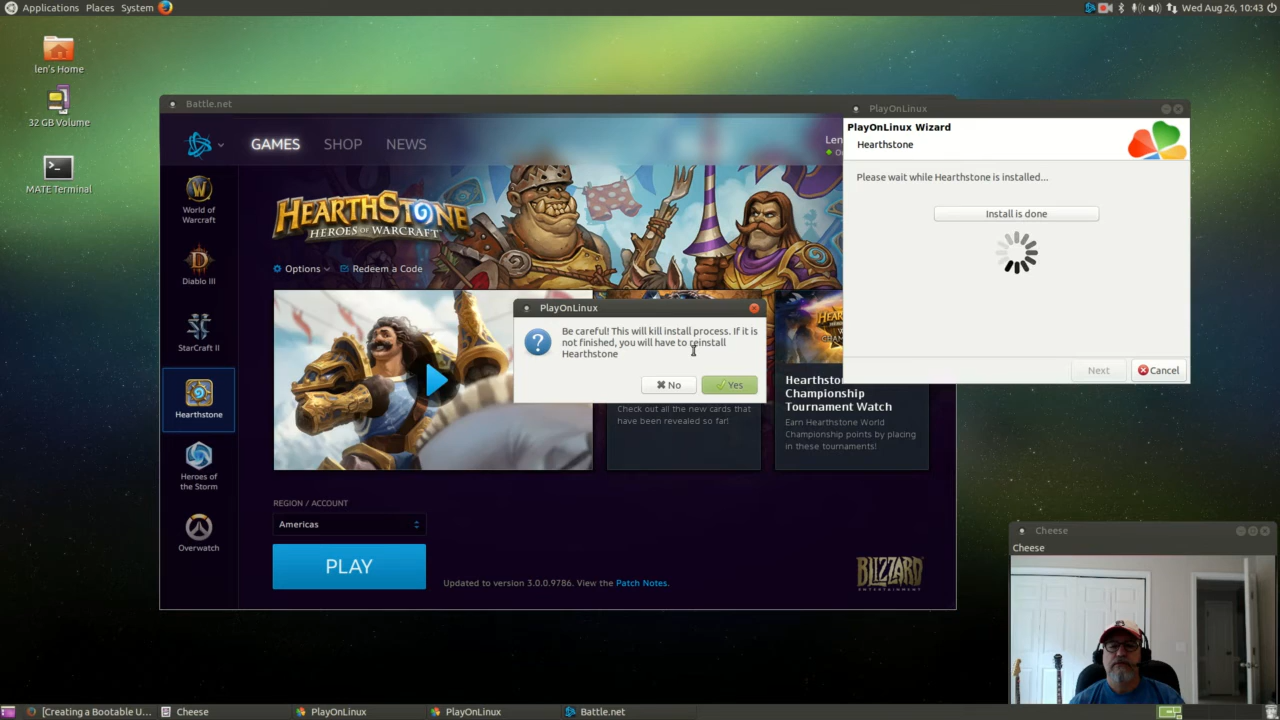 Applications Places System
Wed Aug 26, 10:43
len's Home
32 GB Volume
MATE Terminal
Battle.net
GAMES SHOP NEWS
Len
World of
Warcraft
Diablo III
StarCraft II
Hearthstone
Heroes of
the Storm
Overwatch
HEARTHSTONE
HEROES OF WARCRAFT
Options Redeem a Code
PlayOnLinux
Be careful! This will kill install process. If it is
not finished, you will have to reinstall
Hearthstone
No Yes
Check out all the new cards that
have been revealed so far!
Championship
Tournament Watch
Earn Hearthstone World
Championship points by placing
in these tournaments!
REGION / ACCOUNT
Americas
PLAY
Updated to version 3.0.0.9786. View the Patch Notes.
BLIZZARD
ENTERTAINMENT
PlayOnLinux
PlayOnLinux Wizard
Hearthstone
Please wait while Hearthstone is installed...
Install is done
Next Cancel
Cheese
Cheese
[Creating a Bootable U... Cheese PlayOnLinux PlayOnLinux Battle.net